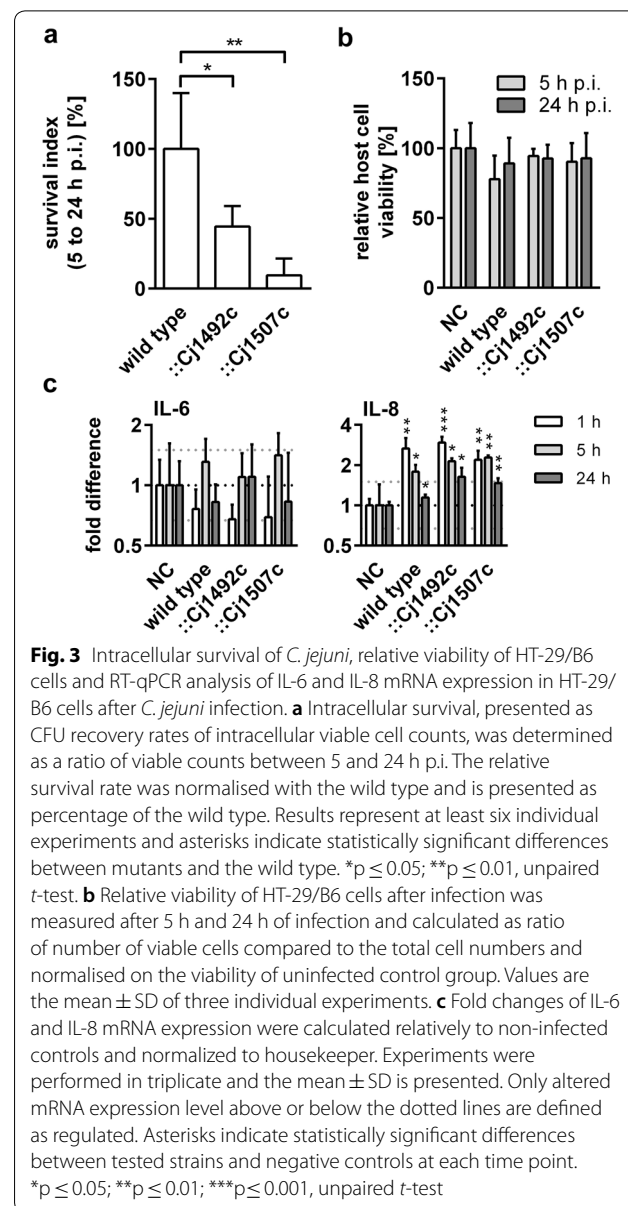 a
**
*
150
100
50
0
survival index
(5 to 24 h p.i.) [%]
wild type
::Cj1492c
::Cj1507c
b
5 h p.i.
24 h p.i.
150
100
50
0
relative host cell
viability [%]
NC
wild type
::Cj1492c
::Cj1507c
c
IL-6
2
1
0.5
fold difference
NC
wild type
::Cj1492c
::Cj1507c
IL-8
4
2
1
0.5
** * *
*** * *
** ** **
NC
wild type
::Cj1492c
::Cj1507c
1 h
5 h
24 h
Fig. 3 Intracellular survival of C. jejuni, relative viability of HT-29/B6
cells and RT-qPCR analysis of IL-6 and IL-8 mRNA expression in HT-29/
B6 cells after C. jejuni infection. a Intracellular survival, presented as
CFU recovery rates of intracellular viable cell counts, was determined
as a ratio of viable counts between 5 and 24 h p.i. The relative
survival rate was normalised with the wild type and is presented as
percentage of the wild type. Results represent at least six individual
experiments and asterisks indicate statistically significant differences
between mutants and the wild type. *p ≤ 0.05; **p ≤ 0.01, unpaired
t-test. b Relative viability of HT-29/B6 cells after infection was
measured after 5 h and 24 h of infection and calculated as ratio
of number of viable cells compared to the total cell numbers and
normalised on the viability of uninfected control group. Values are
the mean ± SD of three individual experiments. c Fold changes of IL-6
and IL-8 mRNA expression were calculated relatively to non-infected
controls and normalized to housekeeper. Experiments were
performed in triplicate and the mean ± SD is presented. Only altered
mRNA expression level above or below the dotted lines are defined
as regulated. Asterisks indicate statistically significant differences
between tested strains and negative controls at each time point.
*p ≤ 0.05; **p ≤ 0.01; ***p≤ 0.001, unpaired t-test